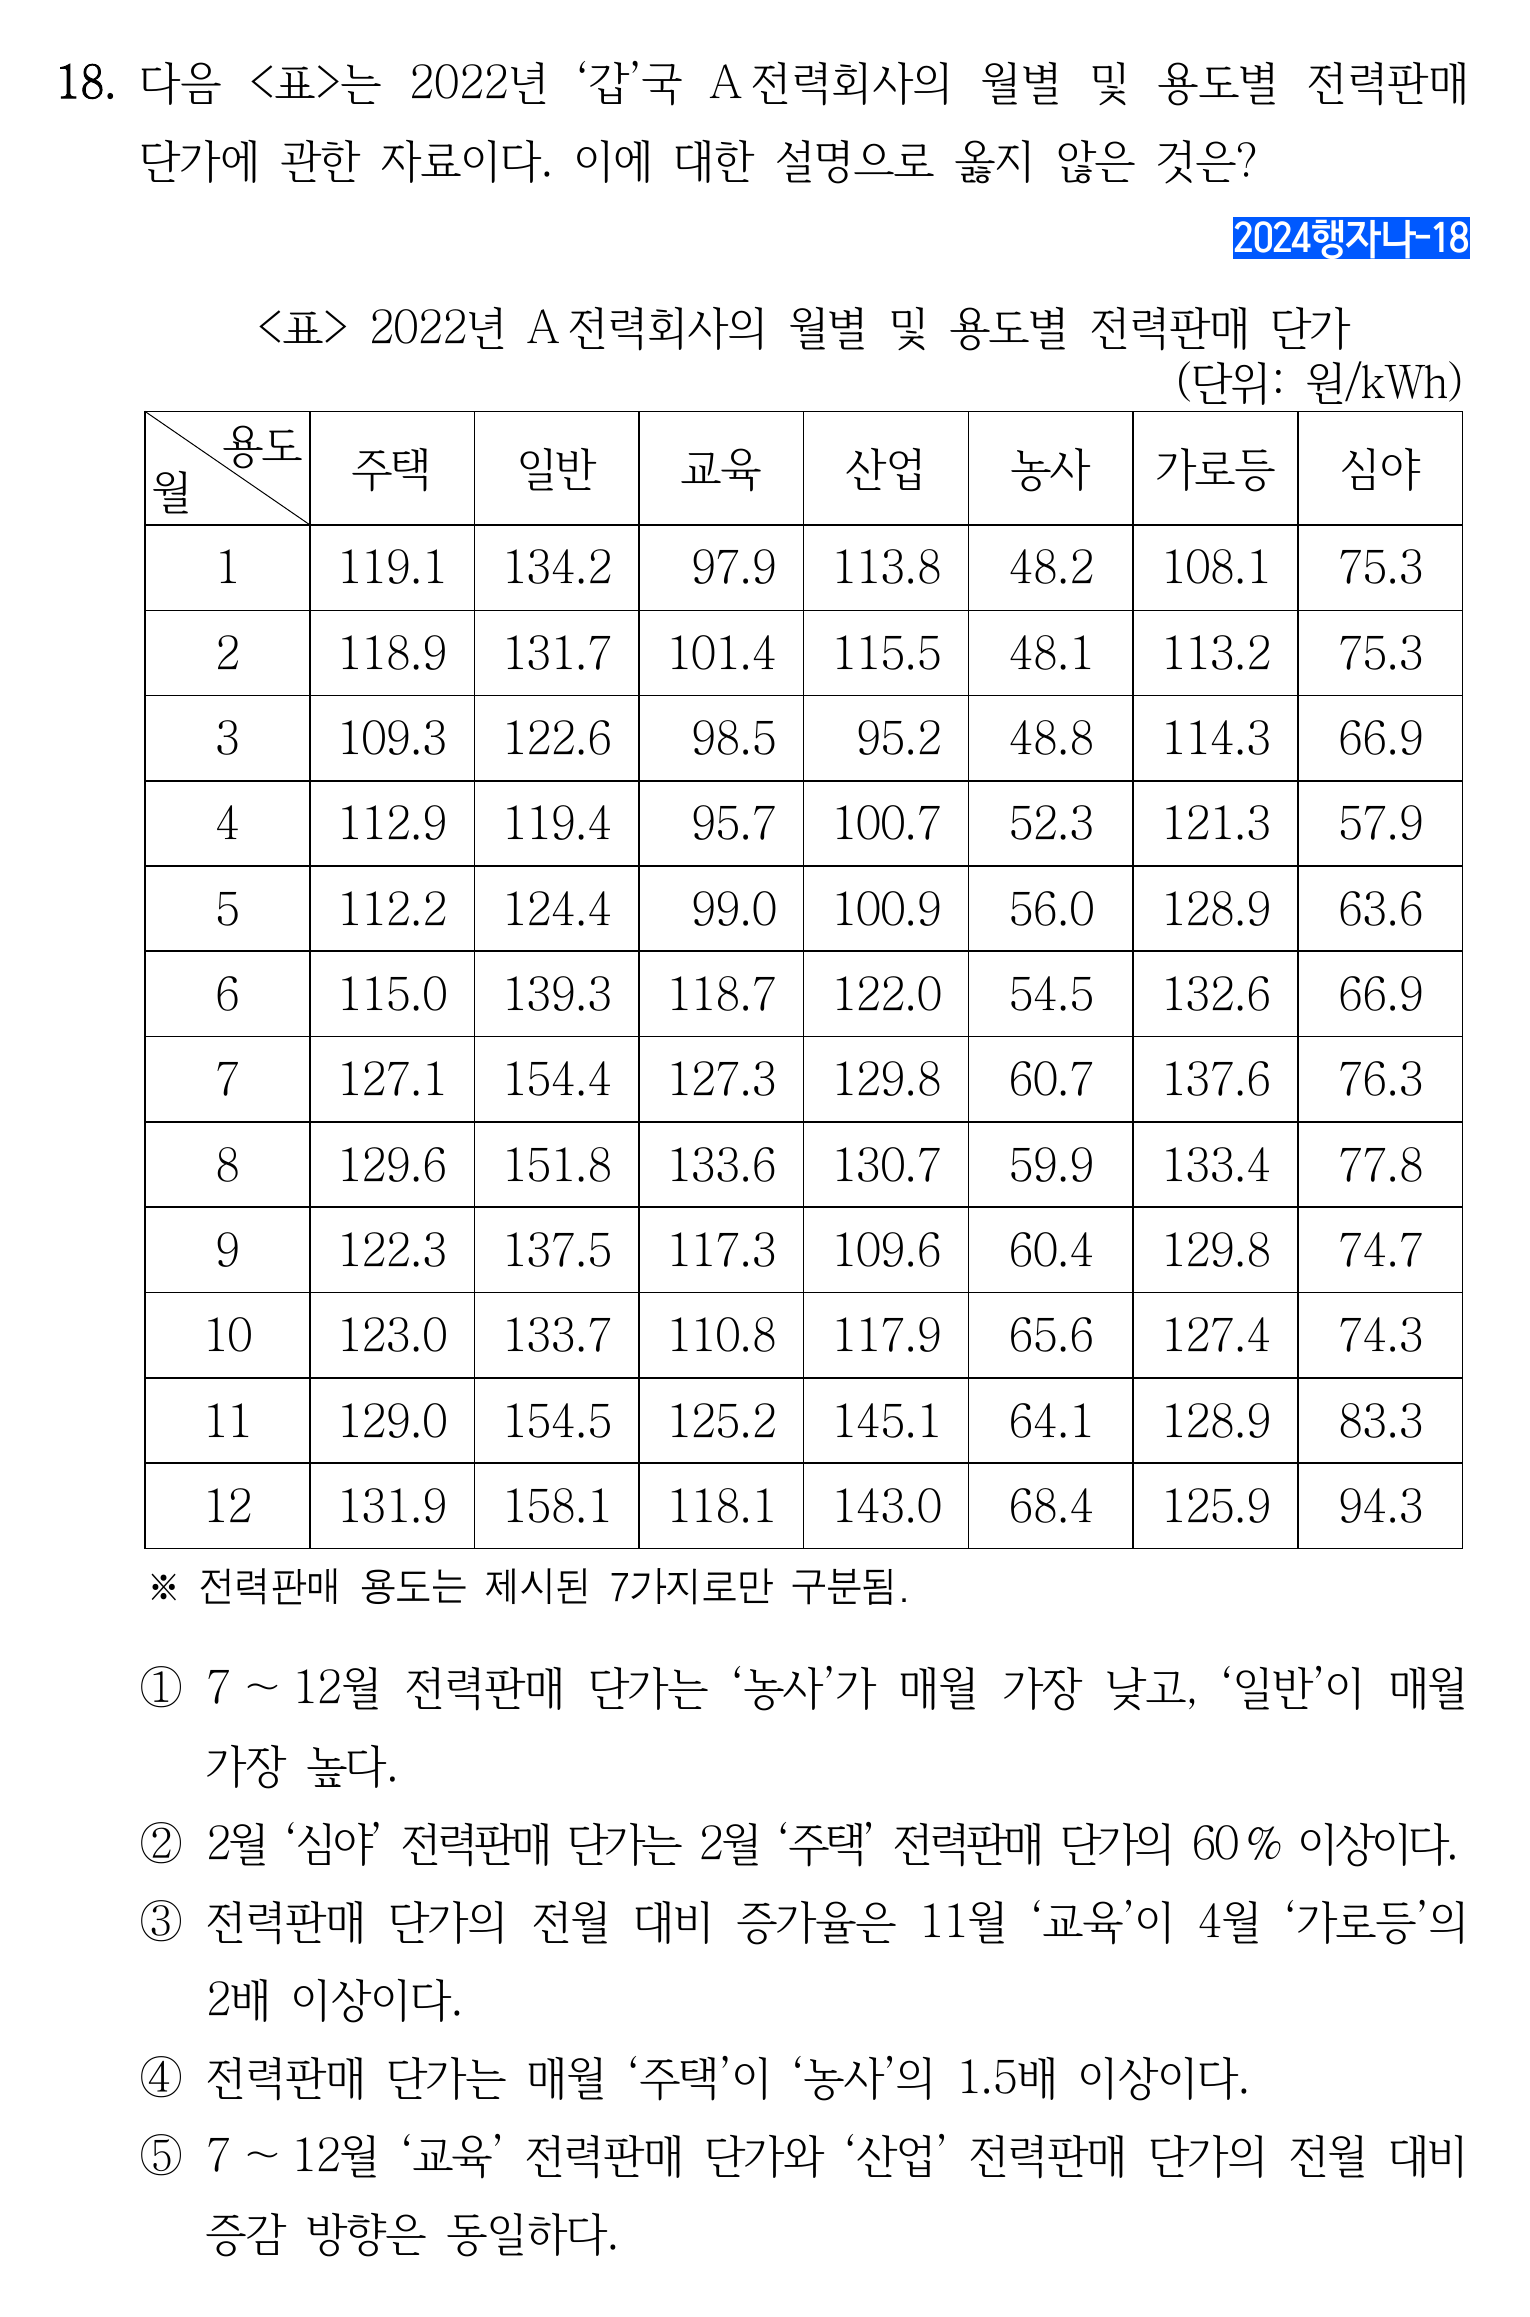 18. 다음 <표>는 2022년 ‘갑’국 A전력회사의 월별 및 용도별 전력판매
단가에 관한 자료이다. 이에 대한 설명으로 옳지 않은 것은?
2024행자나-18
<표> 2022년 A전력회사의 월별 및 용도별 전력판매 단가
(단위: 원/kWh)
월 용도 주택 일반 교육 산업 농사 가로등 심야
1 119.1 134.2 97.9 113.8 48.2 108.1 75.3
2 118.9 131.7 101.4 115.5 48.1 113.2 75.3
3 109.3 122.6 98.5 95.2 48.8 114.3 66.9
4 112.9 119.4 95.7 100.7 52.3 121.3 57.9
5 112.2 124.4 99.0 100.9 56.0 128.9 63.6
6 115.0 139.3 118.7 122.0 54.5 132.6 66.9
7 127.1 154.4 127.3 129.8 60.7 137.6 76.3
8 129.6 151.8 133.6 130.7 59.9 133.4 77.8
9 122.3 137.5 117.3 109.6 60.4 129.8 74.7
10 123.0 133.7 110.8 117.9 65.6 127.4 74.3
11 129.0 154.5 125.2 145.1 64.1 128.9 83.3
12 131.9 158.1 118.1 143.0 68.4 125.9 94.3
※ 전력판매 용도는 제시된 7가지로만 구분됨.
① 7 ~ 12월 전력판매 단가는 ‘농사’가 매월 가장 낮고, ‘일반’이 매월
가장 높다.
② 2월 ‘심야’ 전력판매 단가는 2월 ‘주택’ 전력판매 단가의 60% 이상이다.
③ 전력판매 단가의 전월 대비 증가율은 11월 ‘교육’이 4월 ‘가로등’의
2배 이상이다.
④ 전력판매 단가는 매월 ‘주택’이 ‘농사’의 1.5배 이상이다.
⑤ 7 ~ 12월 ‘교육’ 전력판매 단가와 ‘산업’ 전력판매 단가의 전월 대비
증감 방향은 동일하다.